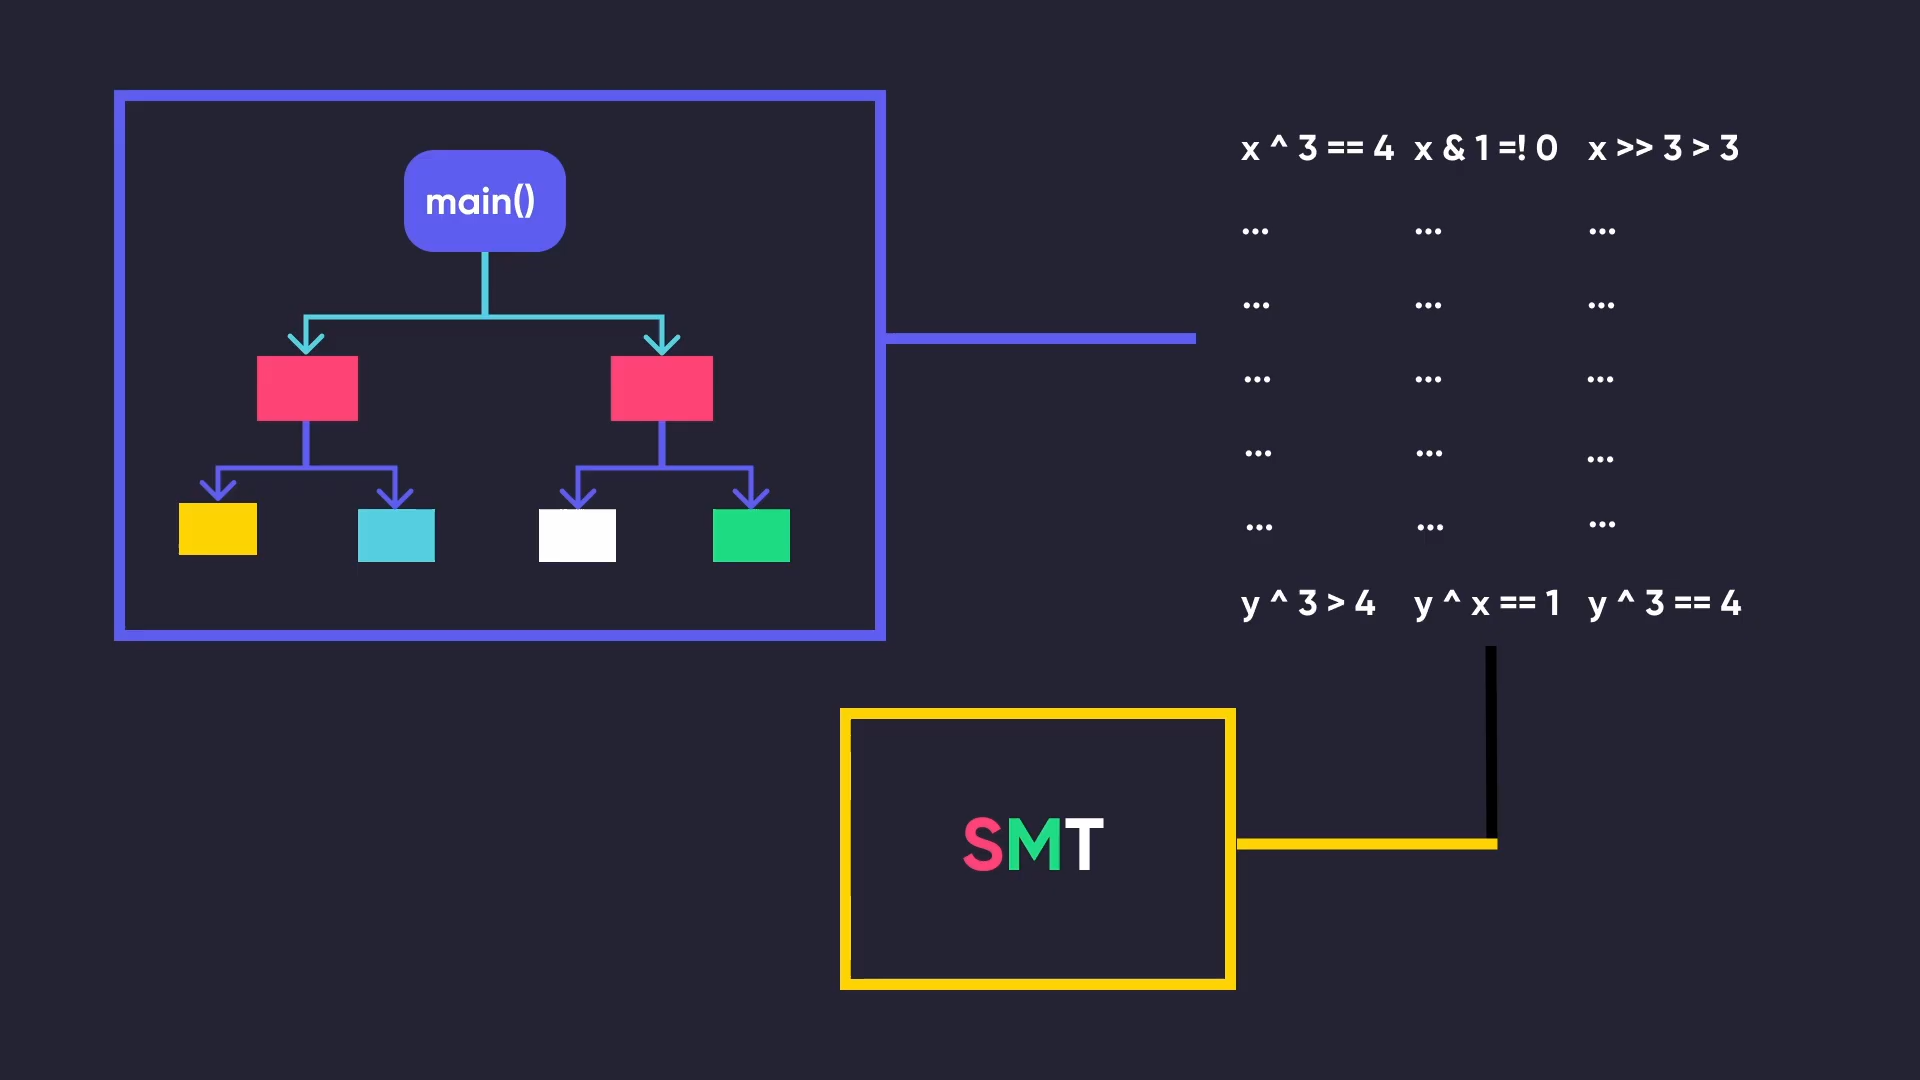 main()
x ^ 3 == 4 x & 1 =! 0 x >> 3 > 3
... ... ...
... ... ...
... ... ...
... ... ...
... ... ...
y ^ 3 > 4 y ^ x == 1 y ^ 3 == 4
SMT